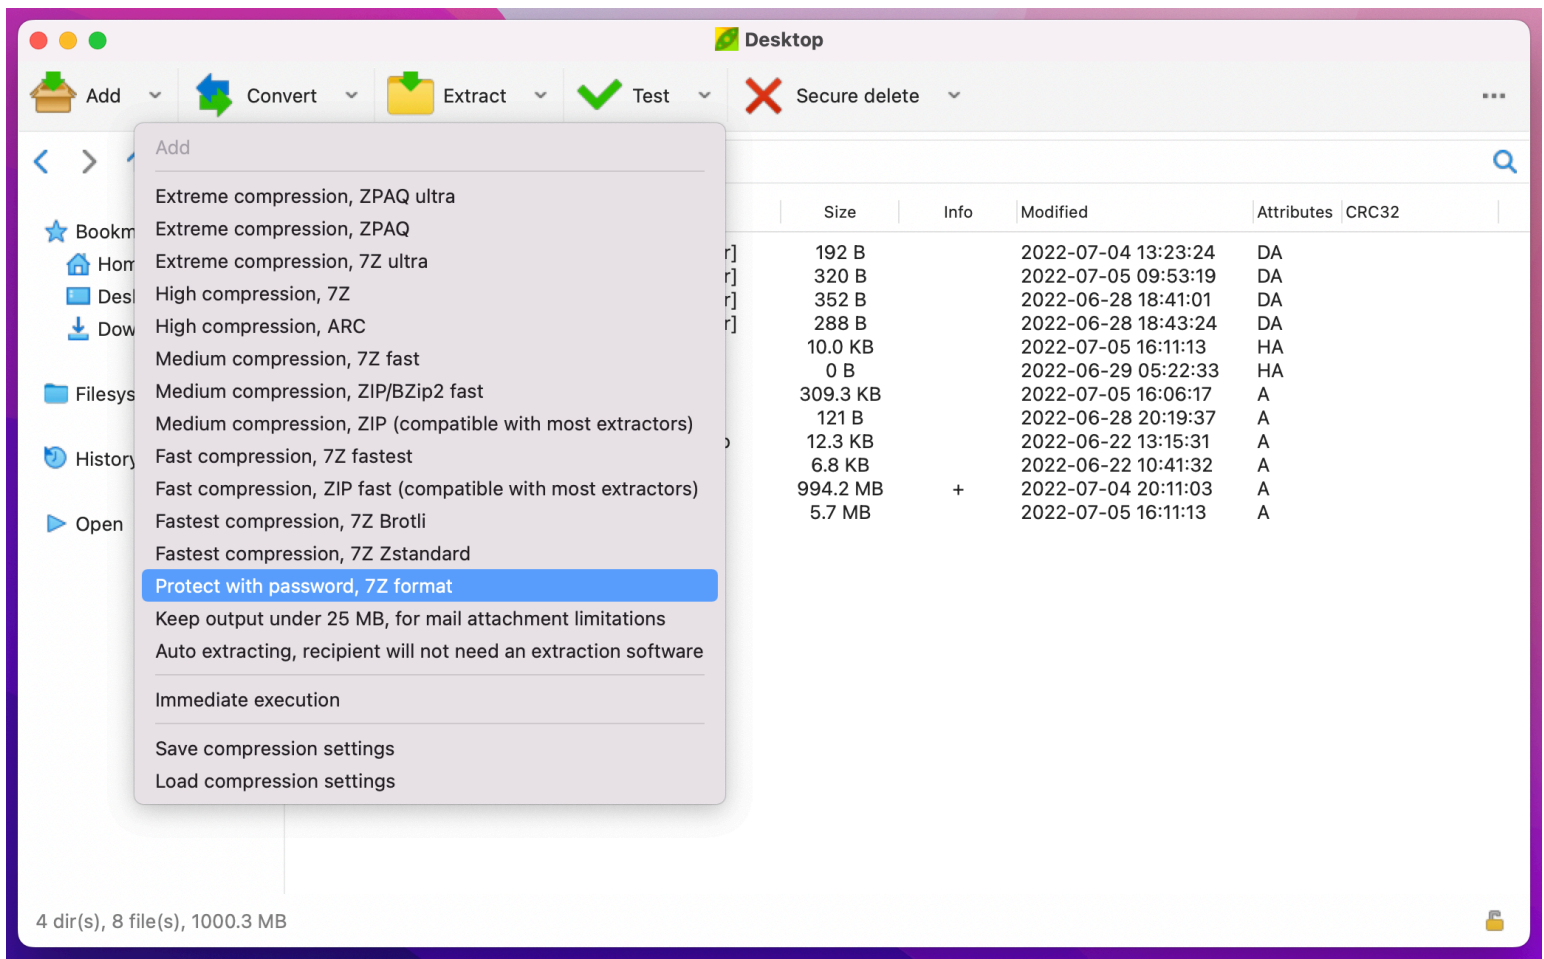 Desktop
Add Convert Extract Test Secure delete
Add
Extreme compression, ZPAQ ultra
Extreme compression, ZPAQ
Extreme compression, 7Z ultra
High compression, 7Z
High compression, ARC
Medium compression, 7Z fast
Medium compression, ZIP/BZip2 fast
Medium compression, ZIP (compatible with most extractors)
Fast compression, 7Z fastest
Fast compression, ZIP fast (compatible with most extractors)
Fastest compression, 7Z Brotli
Fastest compression, 7Z Zstandard
Protect with password, 7Z format
Keep output under 25 MB, for mail attachment limitations
Auto extracting, recipient will not need an extraction software
Immediate execution
Save compression settings
Load compression settings
Bookm
Hom
Desk
Dow
Filesys
History
Open
Size Info Modified Attributes CRC32
r] 192 B 2022-07-04 13:23:24 DA
r] 320 B 2022-07-05 09:53:19 DA
r] 352 B 2022-06-28 18:41:01 DA
r] 288 B 2022-06-28 18:43:24 DA
10.0 KB 2022-07-05 16:11:13 HA
0 B 2022-06-29 05:22:33 HA
309.3 KB 2022-07-05 16:06:17 A
121 B 2022-06-28 20:19:37 A
12.3 KB 2022-06-22 13:15:31 A
6.8 KB 2022-06-22 10:41:32 A
994.2 MB + 2022-07-04 20:11:03 A
5.7 MB 2022-07-05 16:11:13 A
4 dir(s), 8 file(s), 1000.3 MB